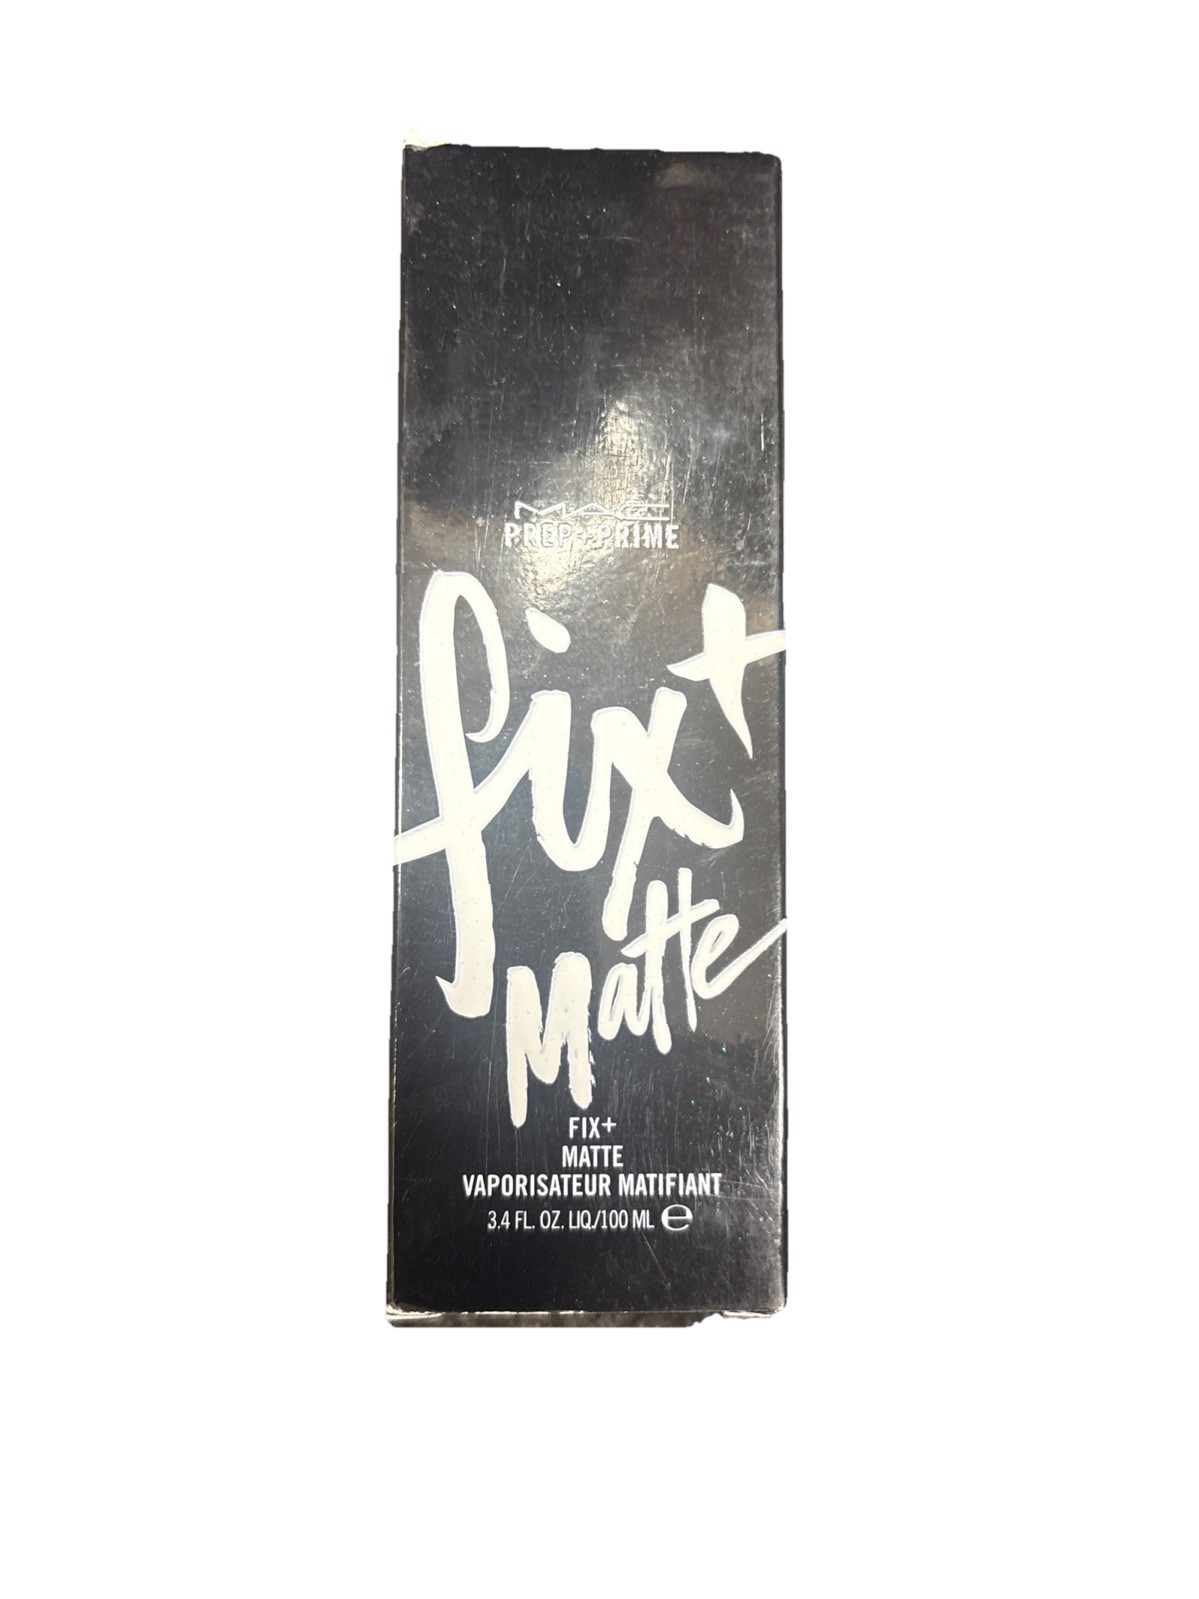 MAC
PREP+PRIME
fix+
Matte
FIX+
MATTE
VAPORISATEUR MATIFIANT
3.4 FL. OZ. LIQ./100 ML ℮